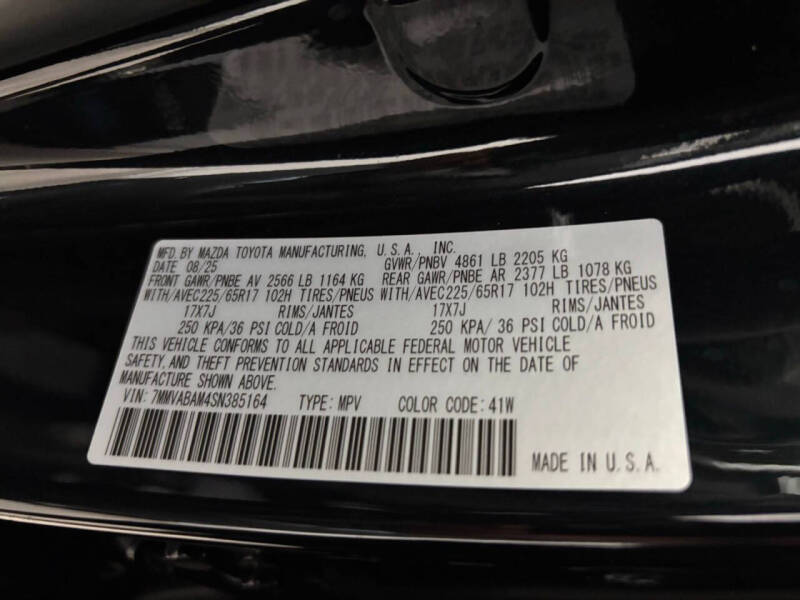 MFD. BY MAZDA TOYOTA MANUFACTURING, U.S.A., INC.
DATE 08/25 GVWR/PNBV 4861 LB 2205 KG
FRONT GAWR/PNBE AV 2566 LB 1164 KG REAR GAWR/PNBE AR 2377 LB 1078 KG
WITH/AVEC225/65R17 102H TIRES/PNEUS WITH/AVEC225/65R17 102H TIRES/PNEUS
17X7J RIMS/JANTES 17X7J RIMS/JANTES
250 KPA/36 PSI COLD/A FROID 250 KPA/ 36 PSI COLD/A FROID
THIS VEHICLE CONFORMS TO ALL APPLICABLE FEDERAL MOTOR VEHICLE
SAFETY, AND THEFT PREVENTION STANDARDS IN EFFECT ON THE DATE OF
MANUFACTURE SHOWN ABOVE.
VIN: 7MMVABAM4SN385164 TYPE: MPV COLOR CODE: 41W
MADE IN U.S.A.